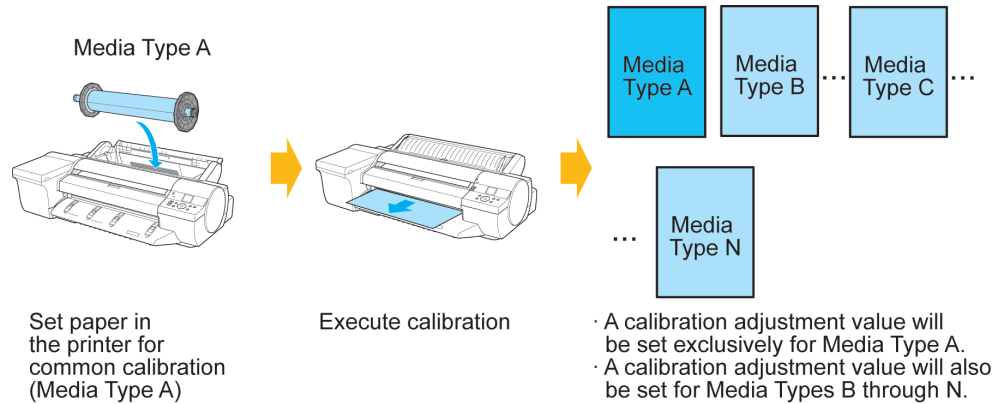 Media Type A
Media
Type A
Media
Type B
...
Media
Type C
...
...
Media
Type N
Set paper in
the printer for
common calibration
(Media Type A)
Execute calibration
· A calibration adjustment value will
be set exclusively for Media Type A.
· A calibration adjustment value will also
be set for Media Types B through N.